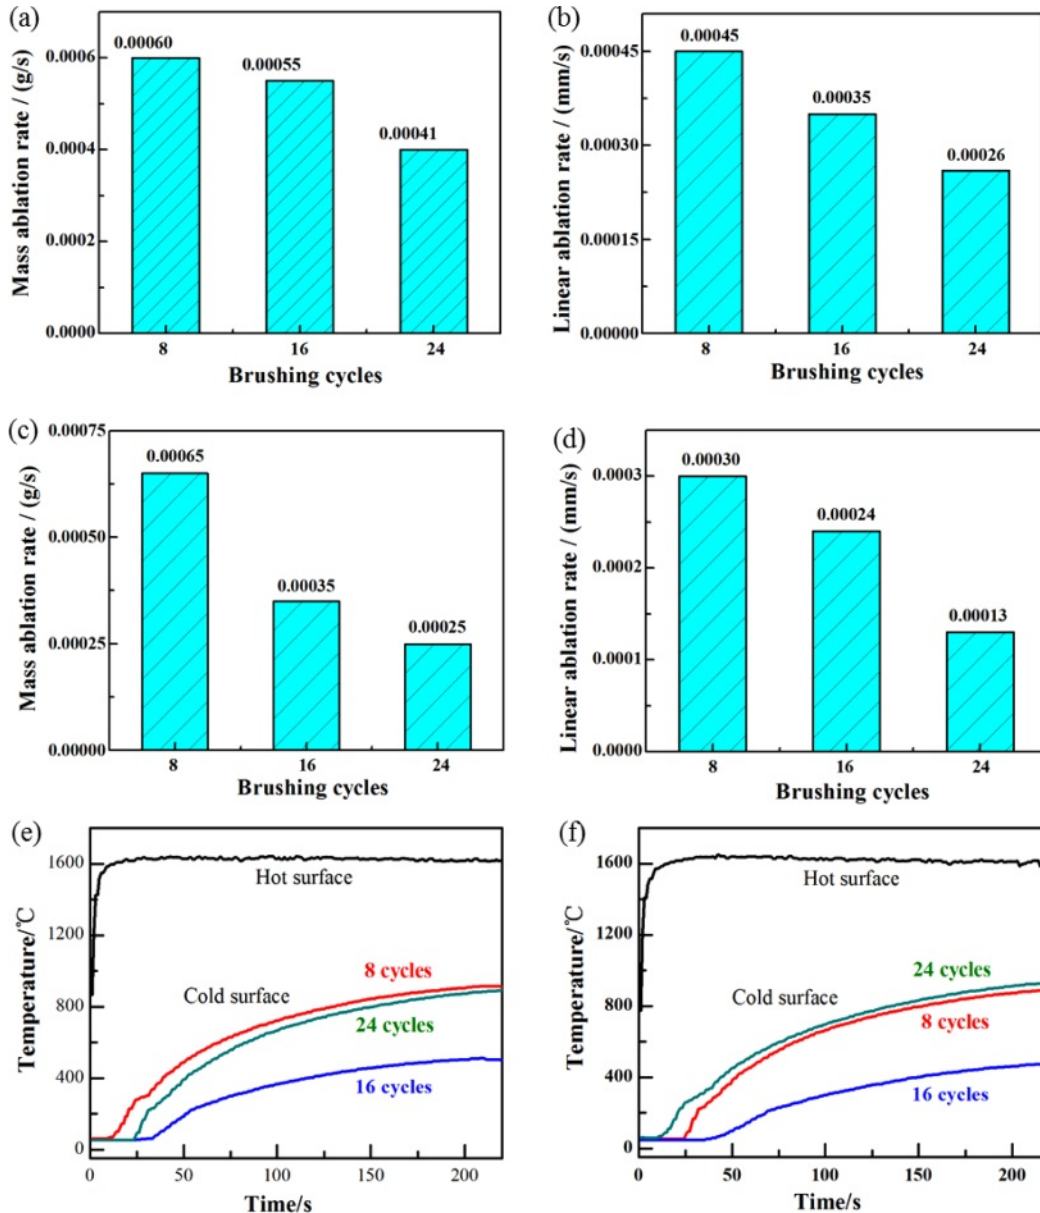 (a)
Mass ablation rate / (g/s)
0.0006
0.0004
0.0002
0.0000
0.00060
0.00055
0.00041
8 16 24
Brushing cycles
(b)
Linear ablation rate / (mm/s)
0.00045
0.00030
0.00015
0.00000
0.00045
0.00035
0.00026
8 16 24
Brushing cycles
(c)
Mass ablation rate / (g/s)
0.00075
0.00050
0.00025
0.00000
0.00065
0.00035
0.00025
8 16 24
Brushing cycles
(d)
Linear ablation rate / (mm/s)
0.0003
0.0002
0.0001
0.0000
0.00030
0.00024
0.00013
8 16 24
Brushing cycles
(e)
Temperature/℃
1600
1200
800
400
0
Hot surface
8 cycles
Cold surface
24 cycles
16 cycles
0 50 100 150 200
Time/s
(f)
Temperature/℃
1600
1200
800
400
0
Hot surface
24 cycles
Cold surface
8 cycles
16 cycles
0 50 100 150 200
Time/s